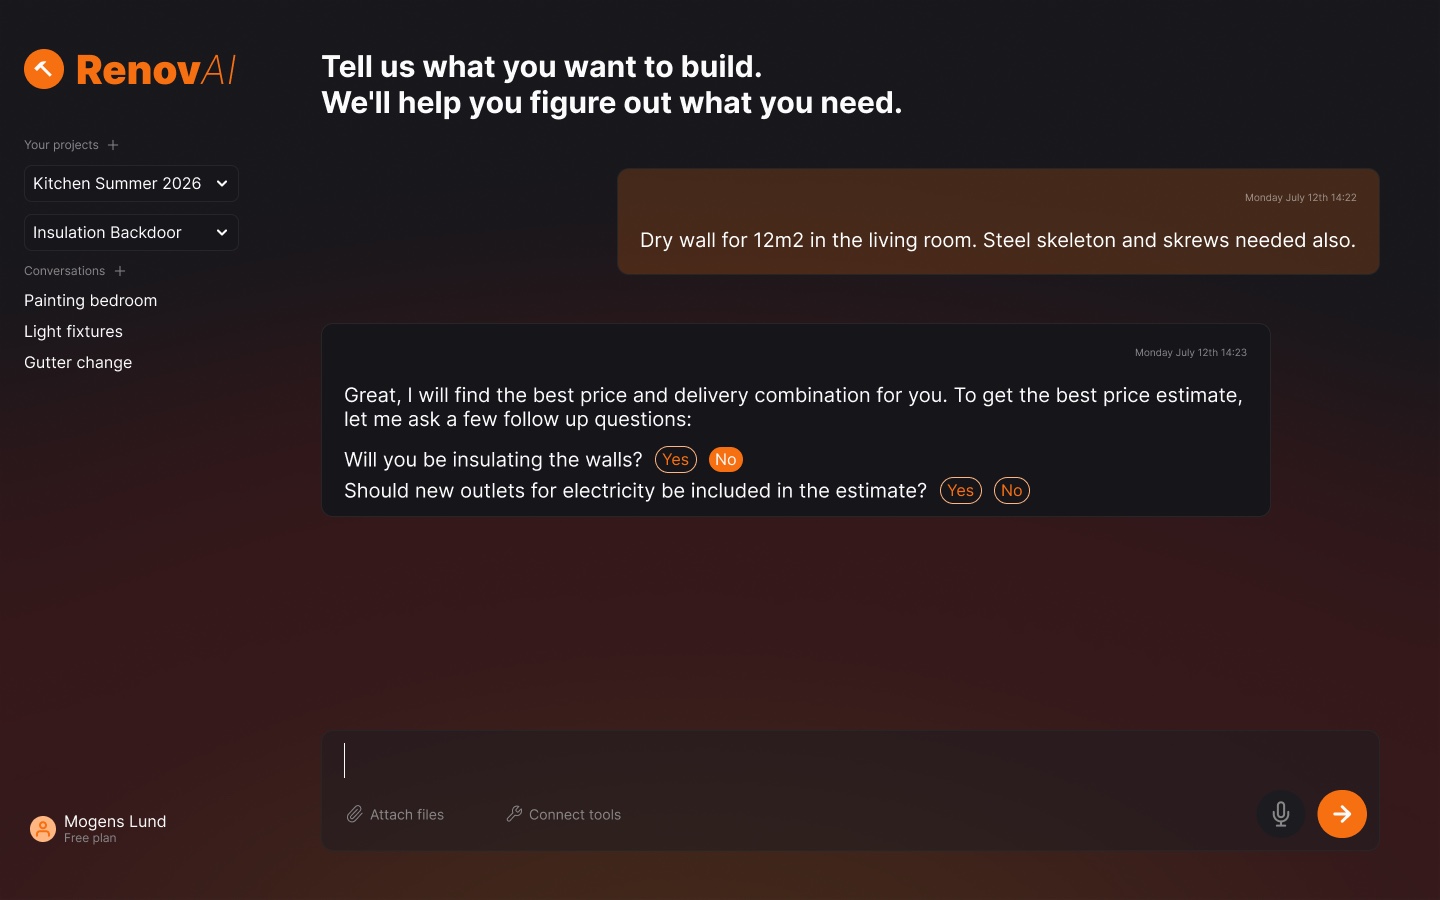 RenovAI
Your projects
Kitchen Summer 2026
Insulation Backdoor
Conversations
Painting bedroom
Light fixtures
Gutter change
Mogens Lund
Free plan
Tell us what you want to build.
We'll help you figure out what you need.
Monday July 12th 14:22
Dry wall for 12m2 in the living room. Steel skeleton and skrews needed also.
Monday July 12th 14:23
Great, I will find the best price and delivery combination for you. To get the best price estimate,
let me ask a few follow up questions:
Will you be insulating the walls? Yes No
Should new outlets for electricity be included in the estimate? Yes No
Attach files Connect tools